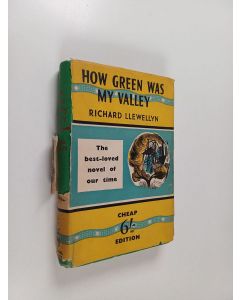 HOW GREEN WAS
MY VALLEY
RICHARD LLEWELLYN
The
best-loved
novel of
our time
CHEAP
6/-
EDITION